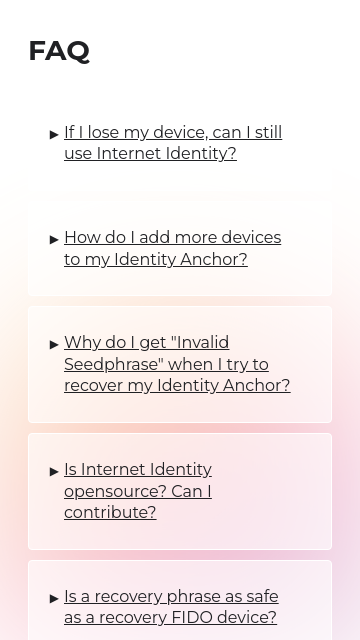 FAQ
▸ If I lose my device, can I still
use Internet Identity?
▸ How do I add more devices
to my Identity Anchor?
▸ Why do I get "Invalid
Seedphrase" when I try to
recover my Identity Anchor?
▸ Is Internet Identity
opensource? Can I
contribute?
▸ Is a recovery phrase as safe
as a recovery FIDO device?